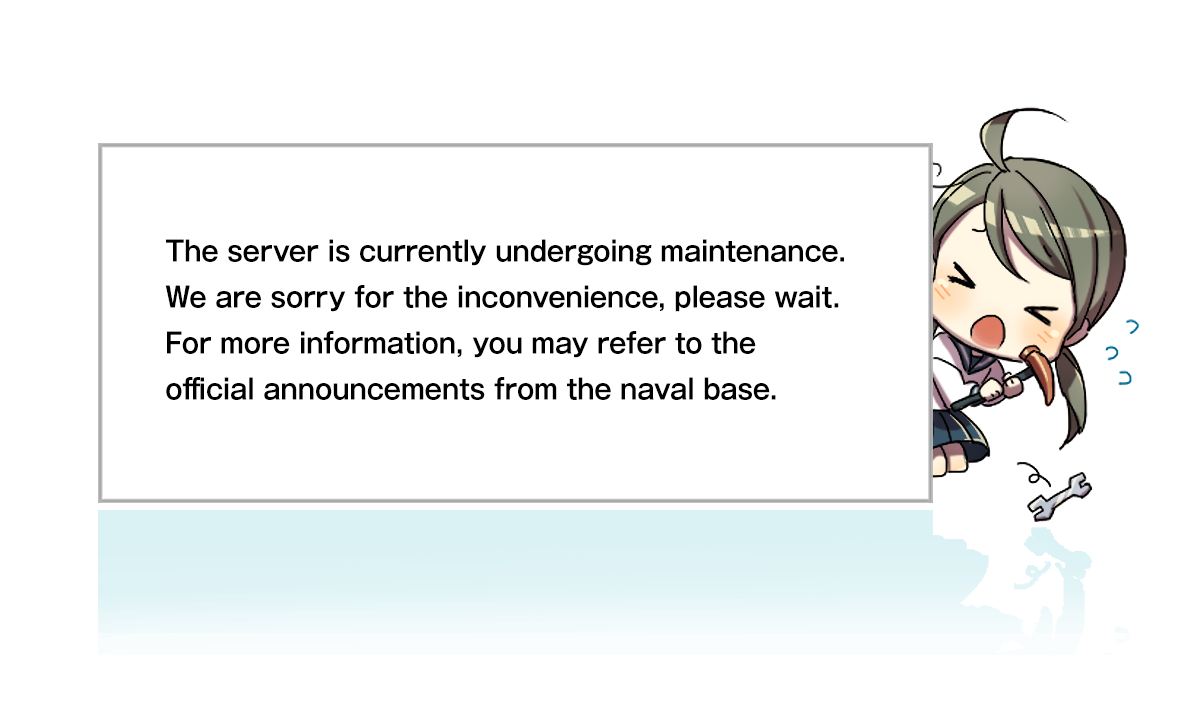 The server is currently undergoing maintenance.
We are sorry for the inconvenience, please wait.
For more information, you may refer to the
official announcements from the naval base.